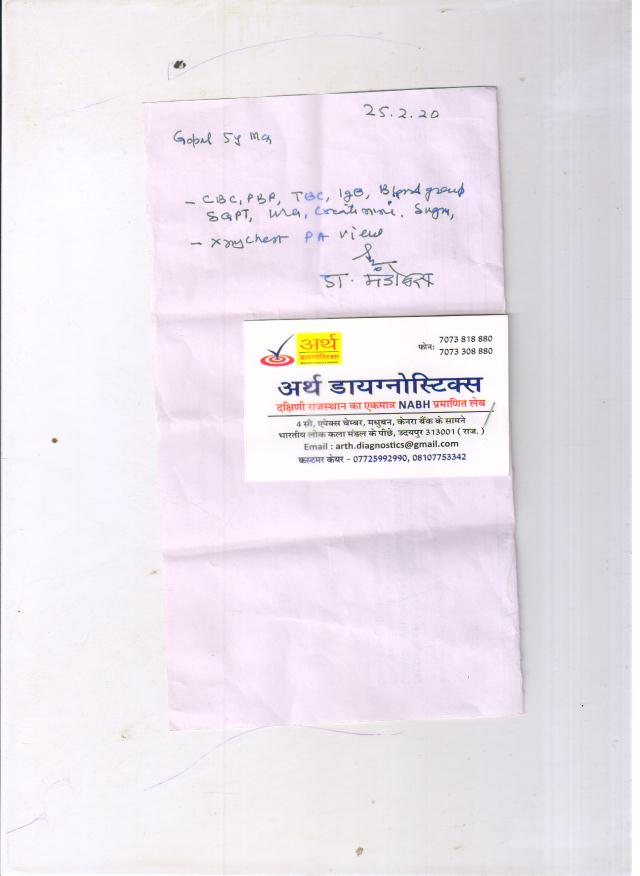 25.2.20
Gopal 5y Mch
- CBC, PBF, TEC, IgE, Blood group
SGPT, Urea, Creatinine, Sugar,
- Xray Chest PA View
डा.
अर्थ
डायग्नोस्टिक्स
फोन: 7073 818 880
7073 308 880
अर्थ डायग्नोस्टिक्स
दक्षिणी राजस्थान का एकमात्र NABH प्रमाणित लेब
4 सी, एपेक्स चेम्बर, मधुबन, केनरा बैंक के सामने
भारतीय लोक कला मंडल के पीछे, उदयपुर 313001 ( राज. )
Email : arth.diagnostics@gmail.com
कस्टमर केयर - 07725992990, 08107753342